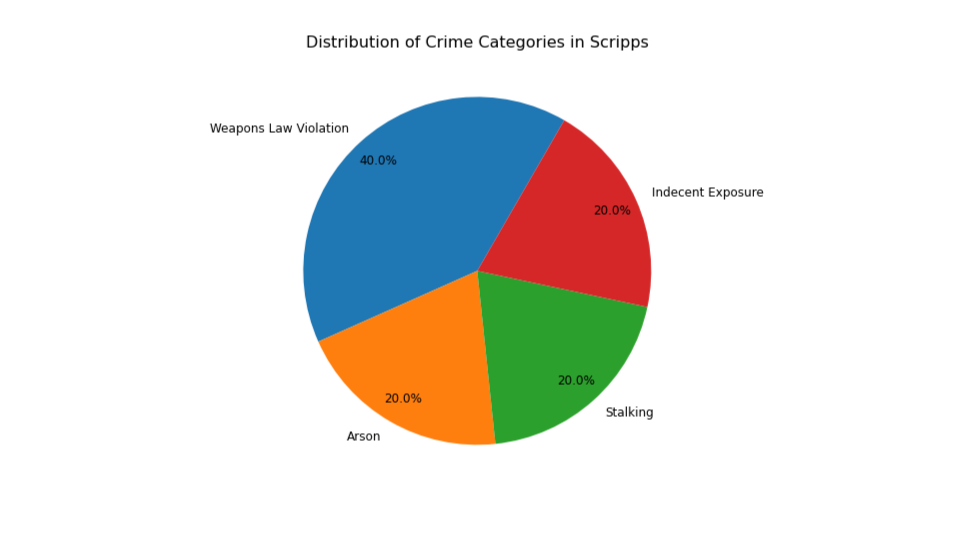 Distribution of Crime Categories in Scripps
Weapons Law Violation
40.0%
Indecent Exposure
20.0%
20.0%
Stalking
20.0%
Arson